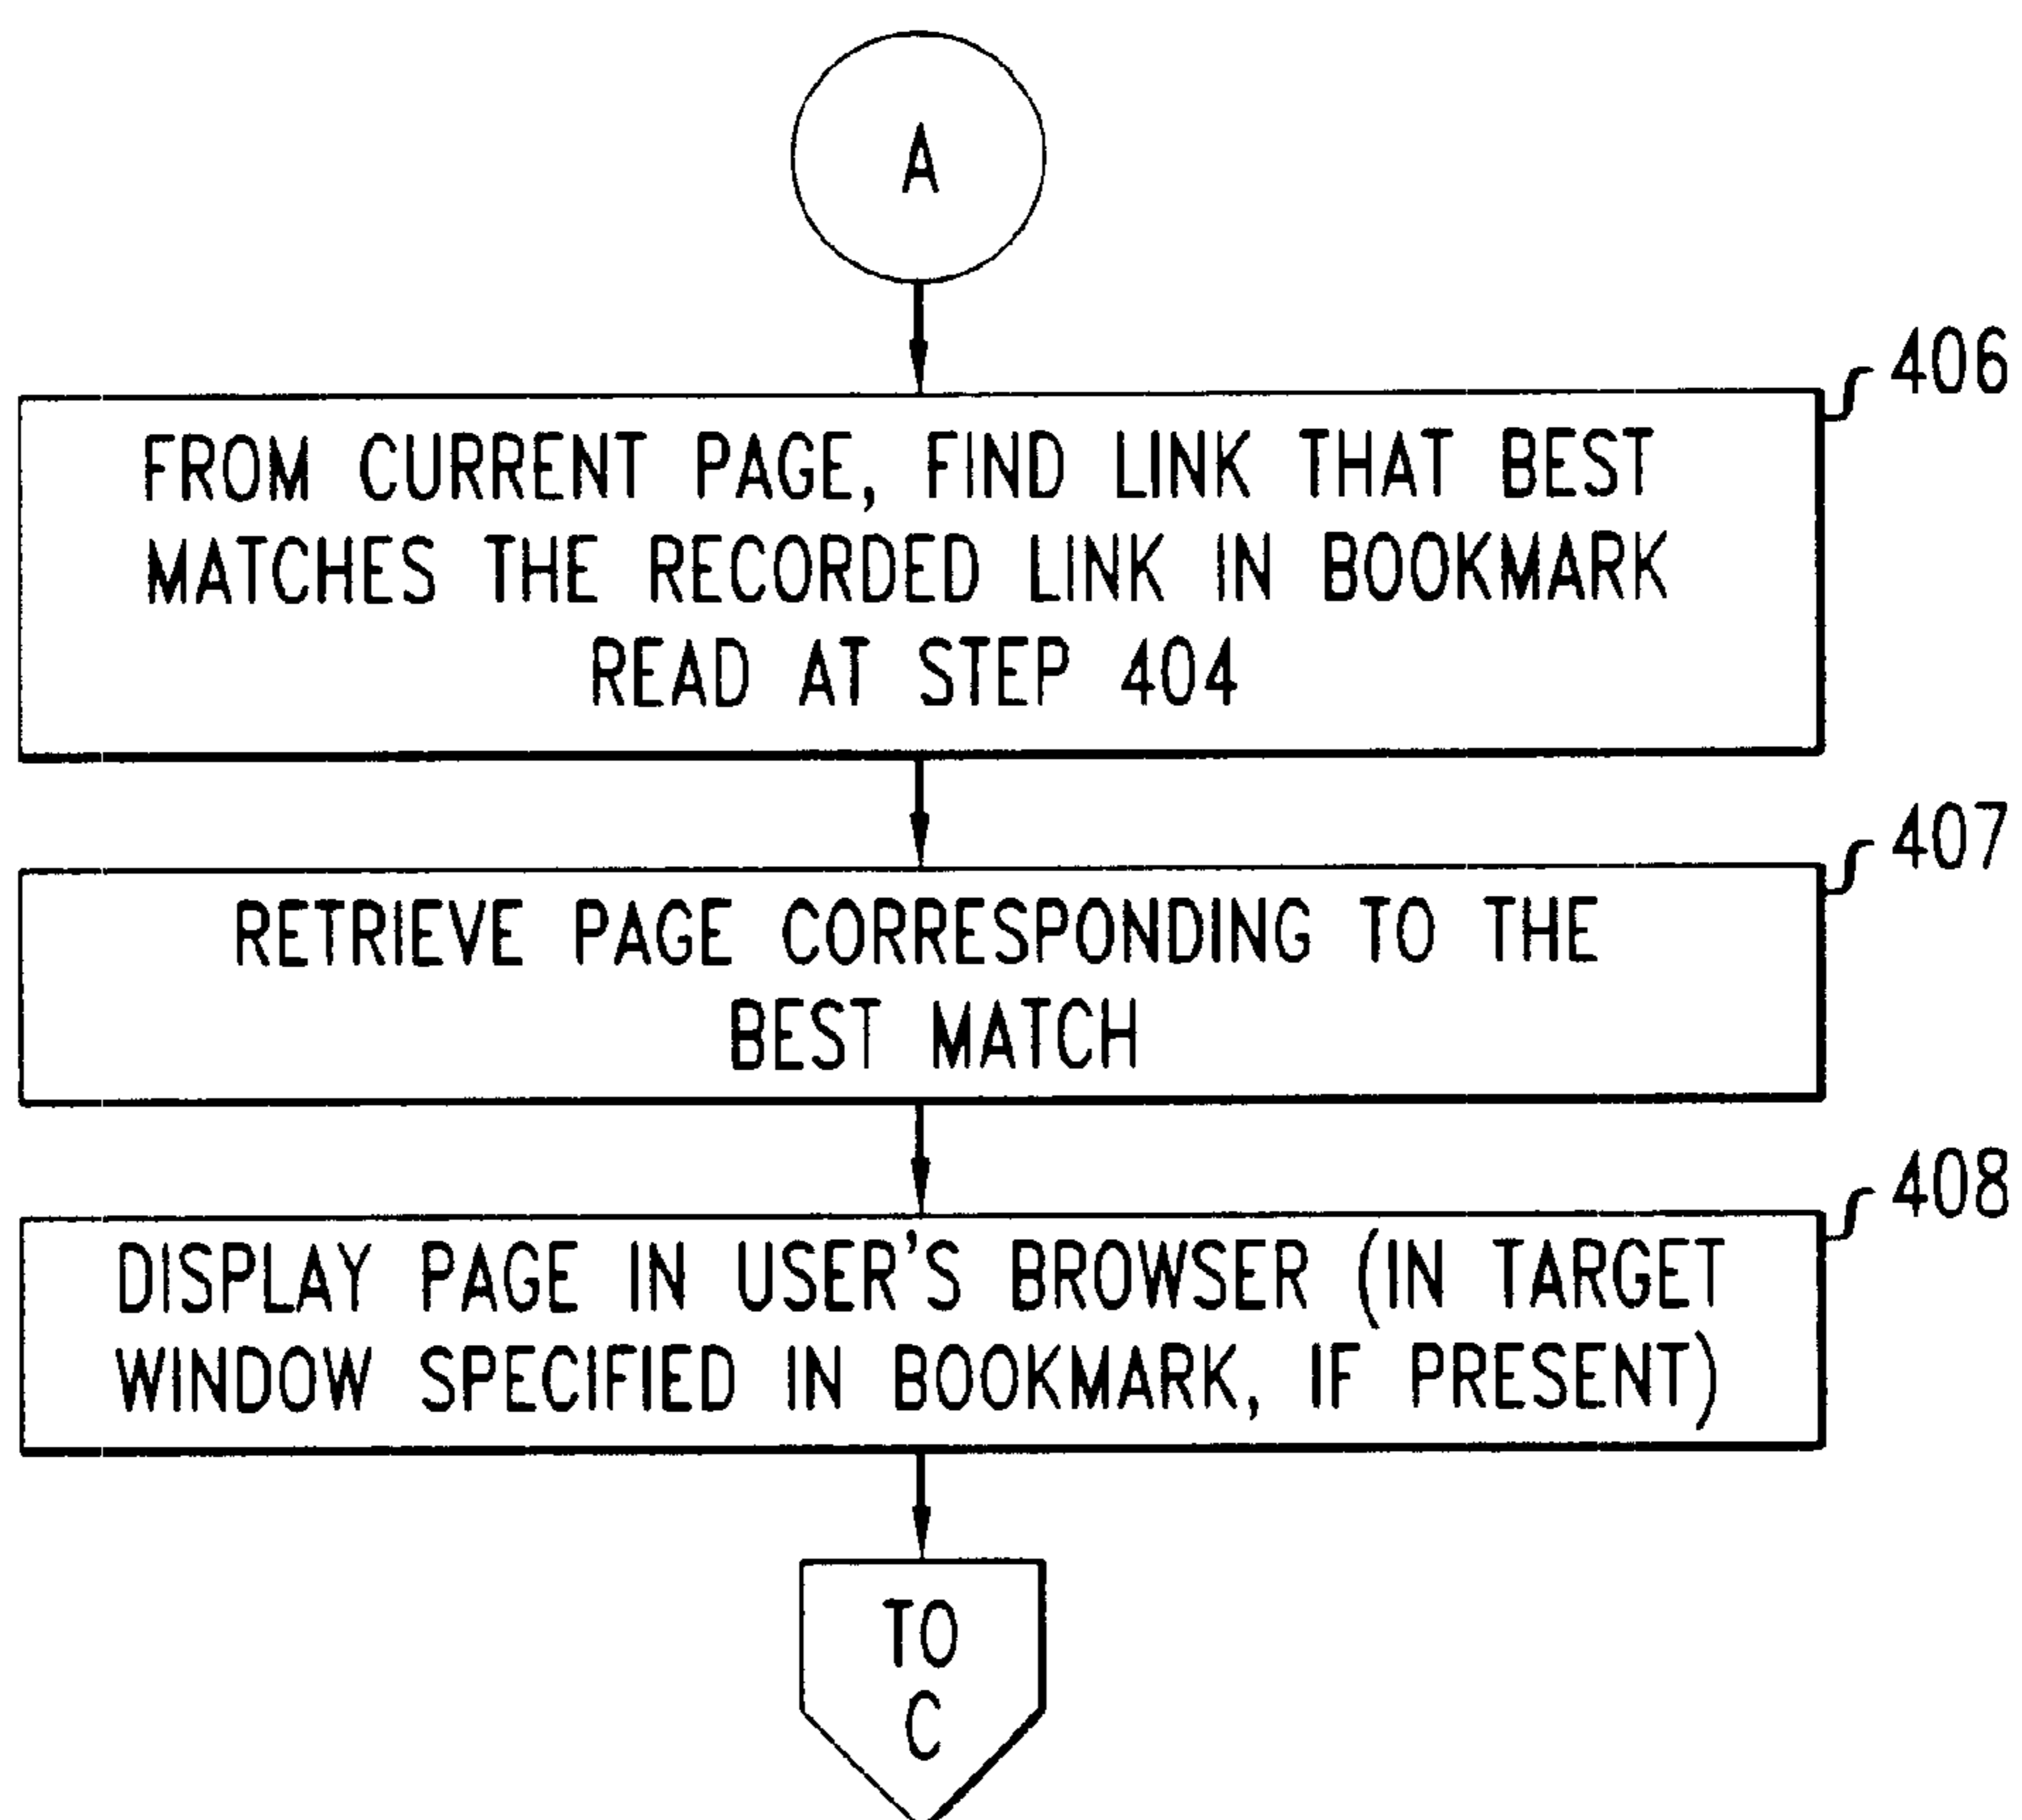 A
406
FROM CURRENT PAGE, FIND LINK THAT BEST
MATCHES THE RECORDED LINK IN BOOKMARK
READ AT STEP 404
407
RETRIEVE PAGE CORRESPONDING TO THE
BEST MATCH
408
DISPLAY PAGE IN USER'S BROWSER (IN TARGET
WINDOW SPECIFIED IN BOOKMARK, IF PRESENT)
TO
C